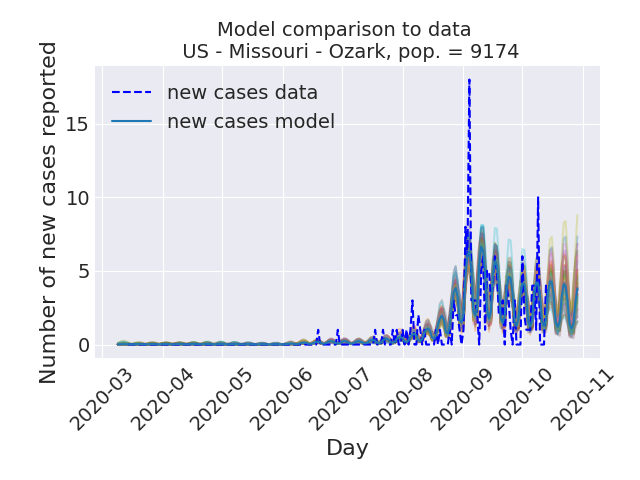 Model comparison to data
US - Missouri - Ozark, pop. = 9174
new cases data
new cases model
Number of new cases reported
15
10
5
0
2020-03
2020-04
2020-05
2020-06
2020-07
2020-08
2020-09
2020-10
2020-11
Day